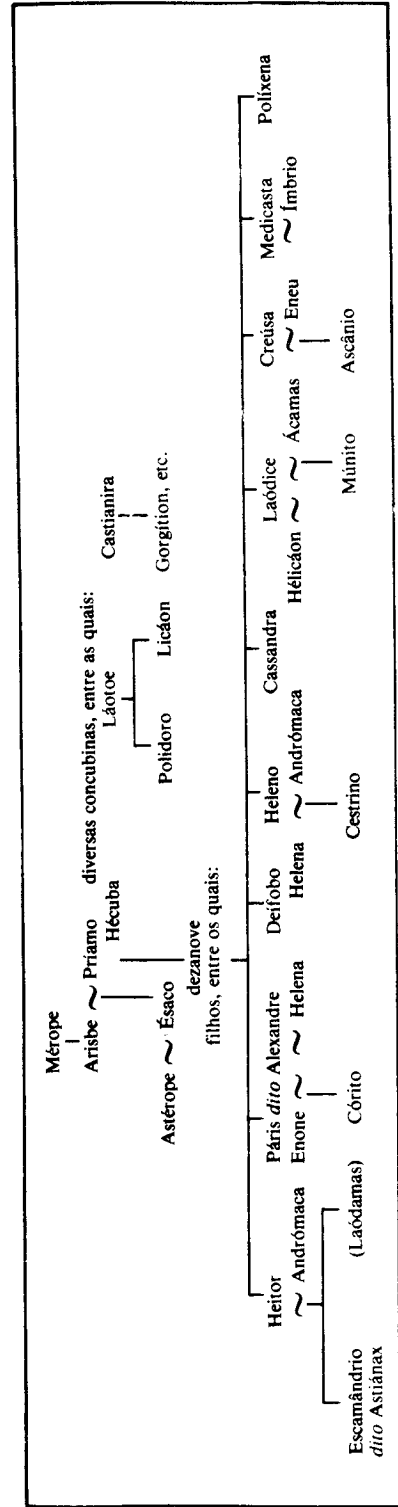 Mérope
Arisbe ~ Príamo diversas concubinas, entre as quais:
Hécuba Láotoe Castianira
Astérope ~ Ésaco Polidoro Licáon Gorgítion, etc.
dezanove
filhos, entre os quais:
Heitor Páris dito Alexandre Deífobo Heleno Cassandra Laódice Creúsa Medicasta Políxena
~ Andrómaca Enone ~ ~ Helena Helena ~ Andrómaca Hélicáon ~ ~ Ácamas ~ Eneu ~ Ímbrio
Escamândrio (Laódamas) Córito Cestrino Múnito Ascânio
dito Astiánax